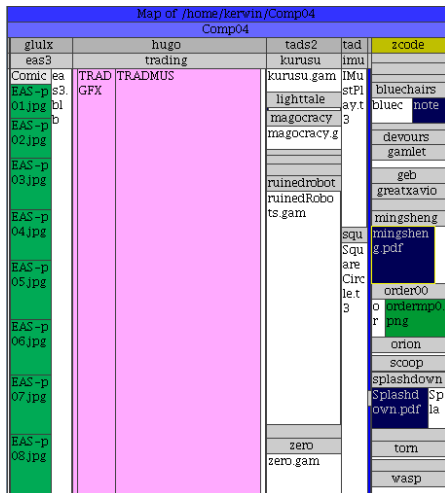 Map of /home/kerwin/Comp04
Comp04
glulx
hugo
tads2
tad
zcode
eas3
trading
kurusu
imu
Comic
ea
s3.
bl
b
EAS-p
01.jpg
EAS-p
02.jpg
EAS-p
03.jpg
EAS-p
04.jpg
EAS-p
05.jpg
EAS-p
06.jpg
EAS-p
07.jpg
EAS-p
08.jpg
TRAD
GFX
TRADMUS
kurusu.gam
lighttale
magocracy
magocracy.g
ruinedrobot
ruinedRobo
ts.gam
zero
zero.gam
IMu
stPl
ay.t
3
squ
Squ
are
Circ
le.t
3
bluechairs
bluec
note
devours
gamlet
geb
greatxavio
mingsheng
mingshen
g.pdf
order00
o
r
ordermp0.
png
orion
scoop
splashdown
Splashd
own.pdf
Sp
la
torn
wasp